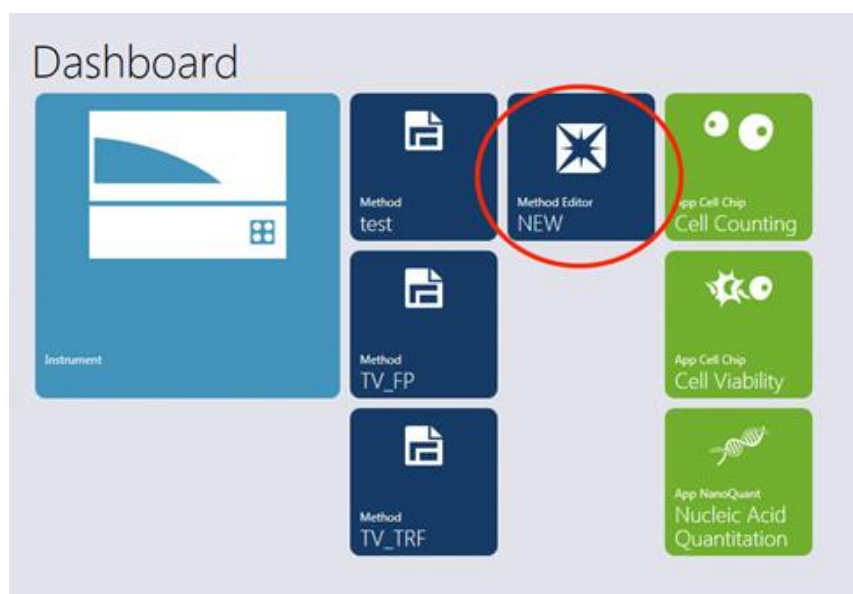 Dashboard
Instrument
Method
test
Method
TV_FP
Method
TV_TRF
Method Editor
NEW
App Cell Chip
Cell Counting
App Cell Chip
Cell Viability
App NanoQuant
Nucleic Acid
Quantitation